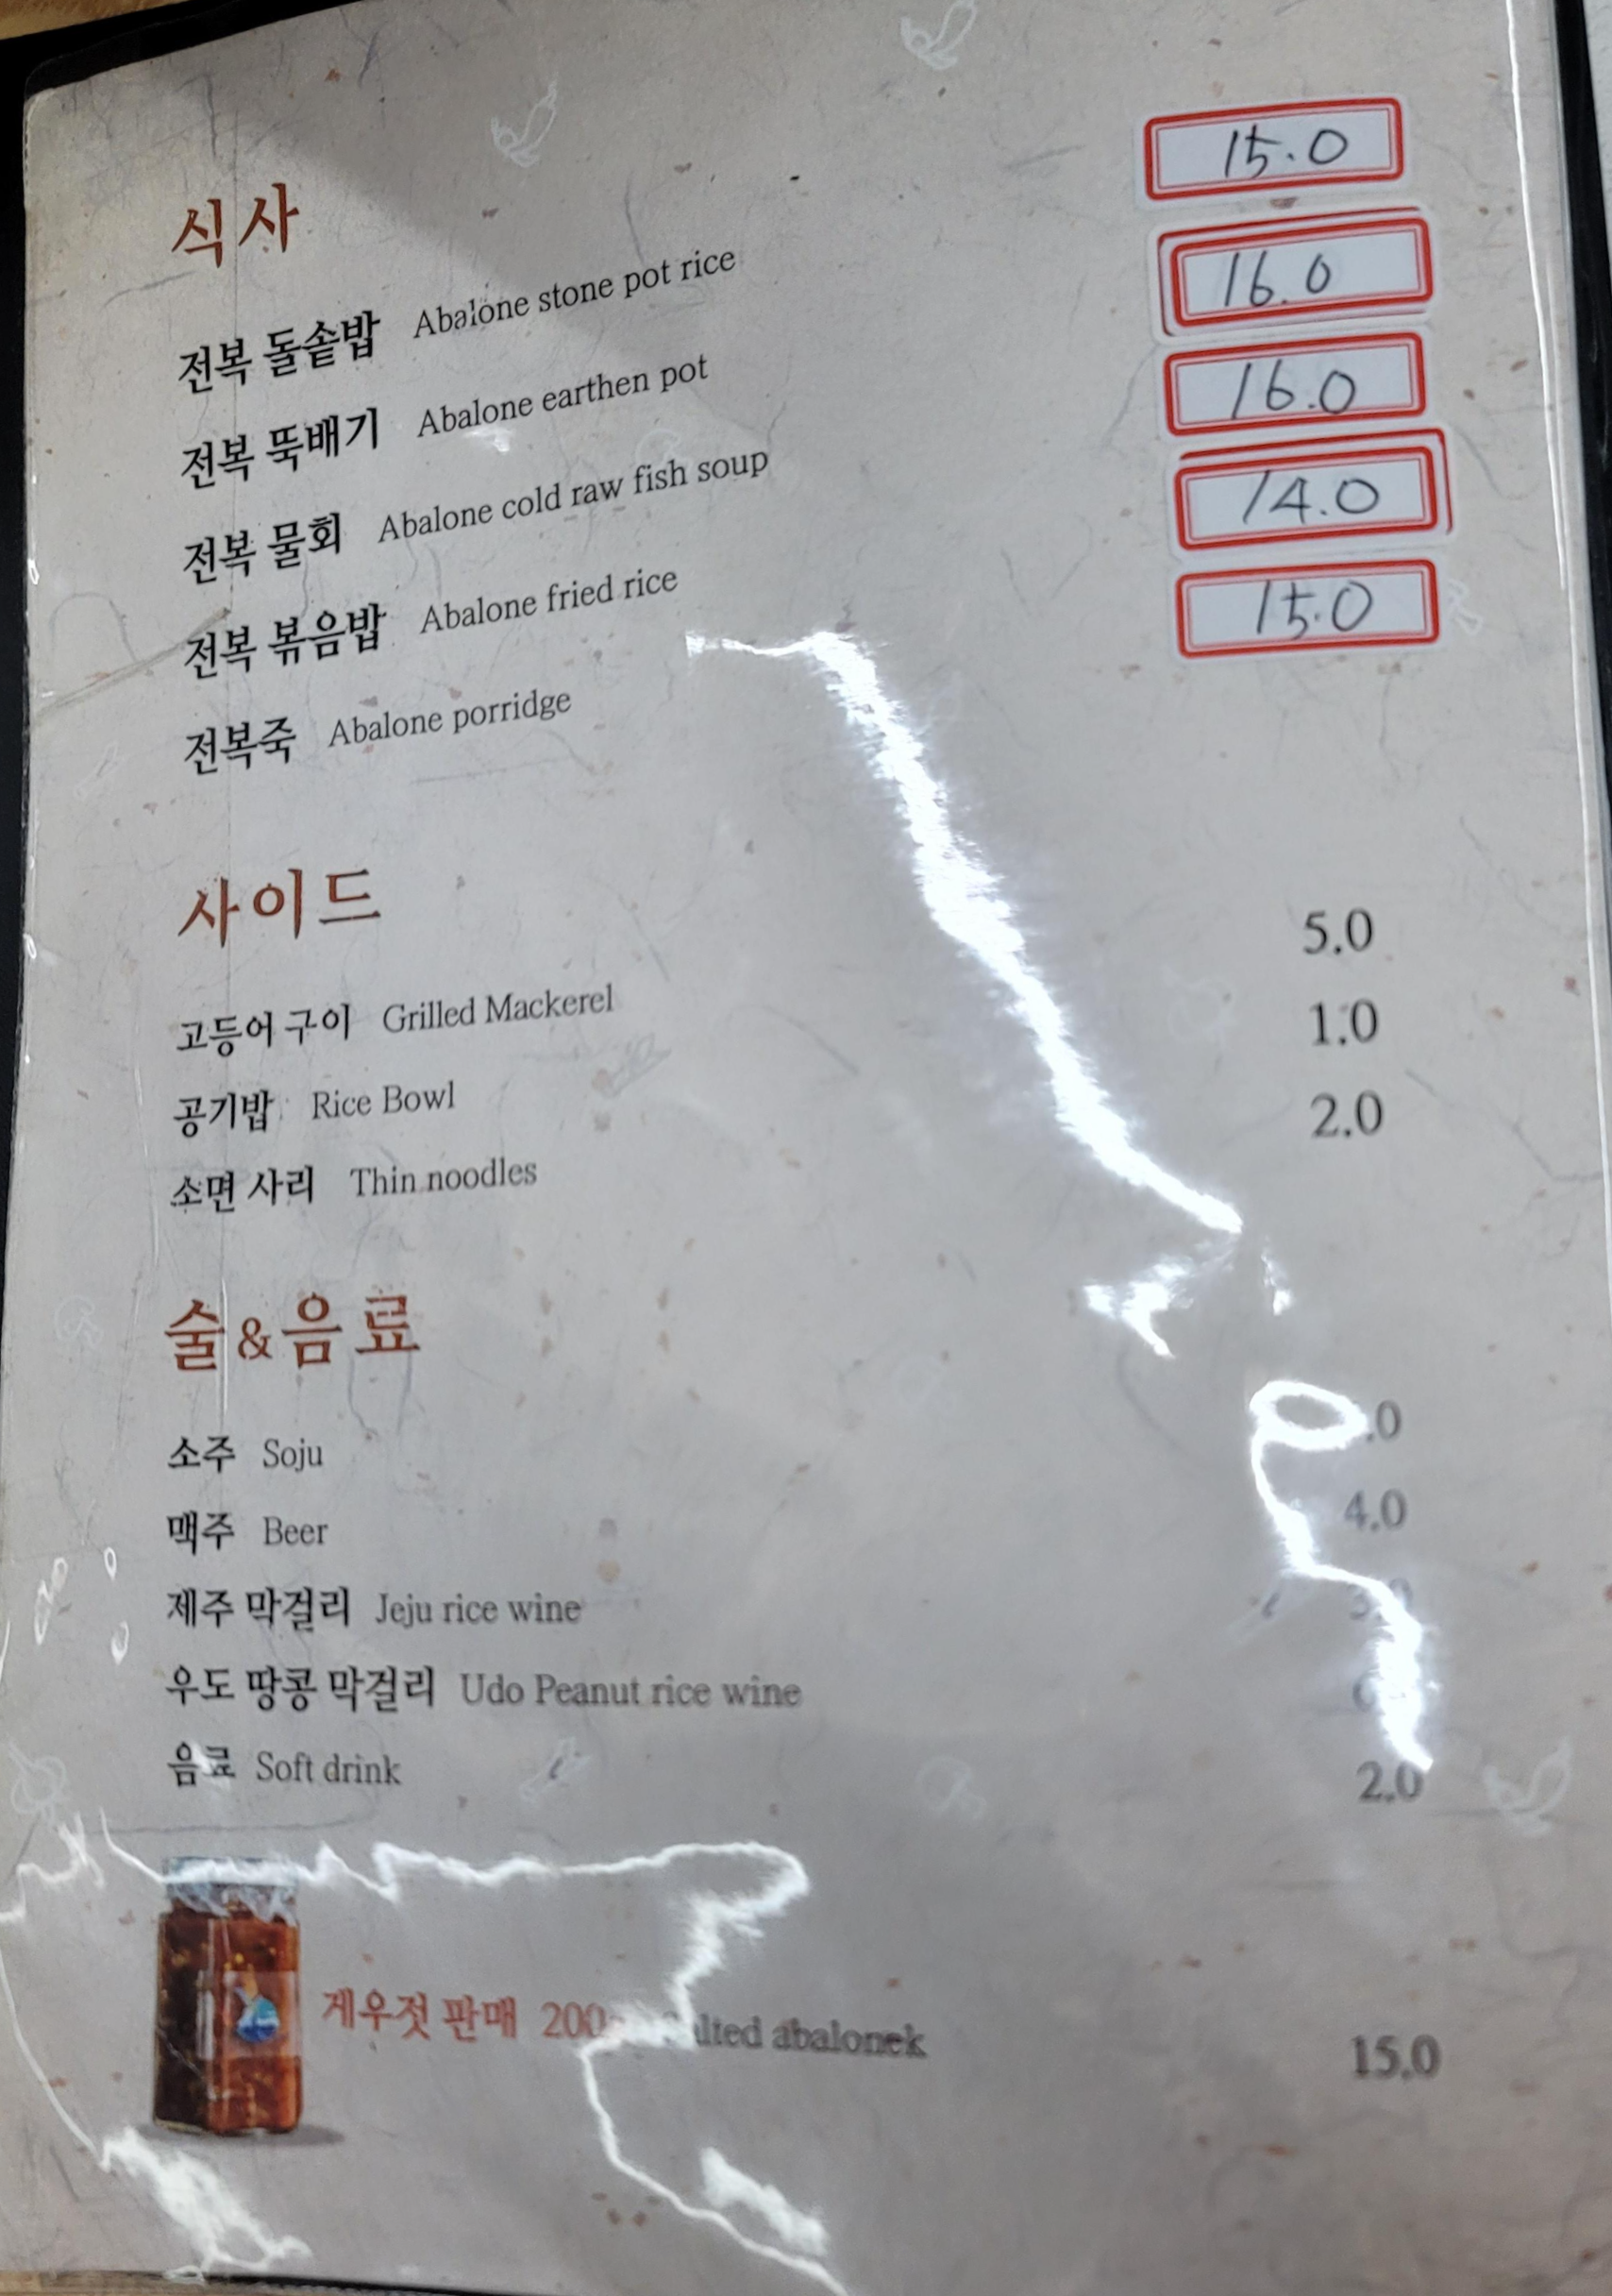 식사
전복 돌솥밥 Abalone stone pot rice 15.0
전복 뚝배기 Abalone earthen pot 16.0
전복 물회 Abalone cold raw fish soup 16.0
전복 볶음밥 Abalone fried rice 14.0
전복죽 Abalone porridge 15.0
사이드
고등어 구이 Grilled Mackerel 5.0
공기밥 Rice Bowl 1.0
소면 사리 Thin noodles 2.0
술&음료
소주 Soju
맥주 Beer 4.0
제주 막걸리 Jeju rice wine
우도 땅콩 막걸리 Udo Peanut rice wine
음료 Soft drink 2.0
게우젓 판매 abalonek 15.0